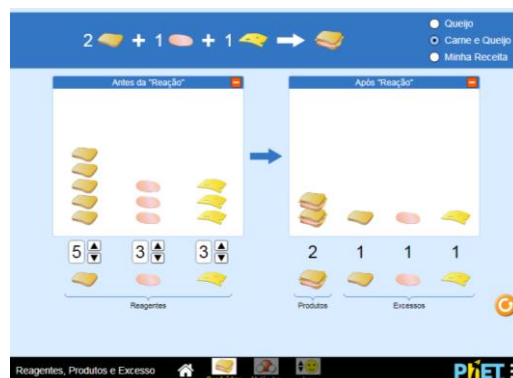 2 + 1 + 1
Queijo
Carne e Queijo
Minha Receita
Antes da "Reação"
Após "Reação"
5 3 3
2 1 1 1
Reagentes
Produtos
Excessos
Reagentes, Produtos e Excesso
PhET